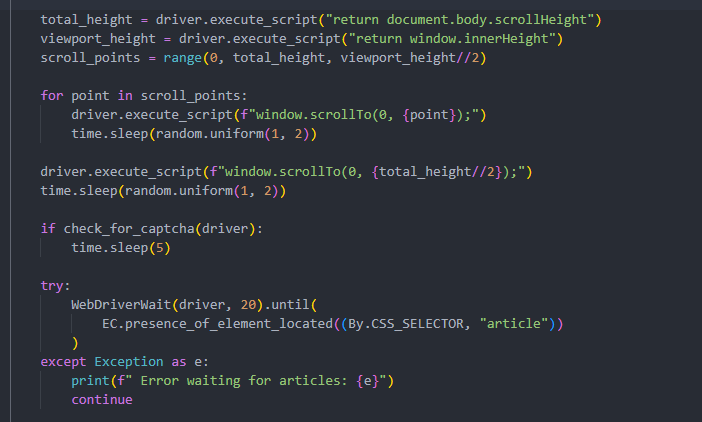 total_height = driver.execute_script("return document.body.scrollHeight")
viewport_height = driver.execute_script("return window.innerHeight")
scroll_points = range(0, total_height, viewport_height//2)

for point in scroll_points:
    driver.execute_script(f"window.scrollTo(0, {point});")
    time.sleep(random.uniform(1, 2))

driver.execute_script(f"window.scrollTo(0, {total_height//2});")
time.sleep(random.uniform(1, 2))

if check_for_captcha(driver):
    time.sleep(5)

try:
    WebDriverWait(driver, 20).until(
        EC.presence_of_element_located((By.CSS_SELECTOR, "article"))
    )
except Exception as e:
    print(f" Error waiting for articles: {e}")
    continue